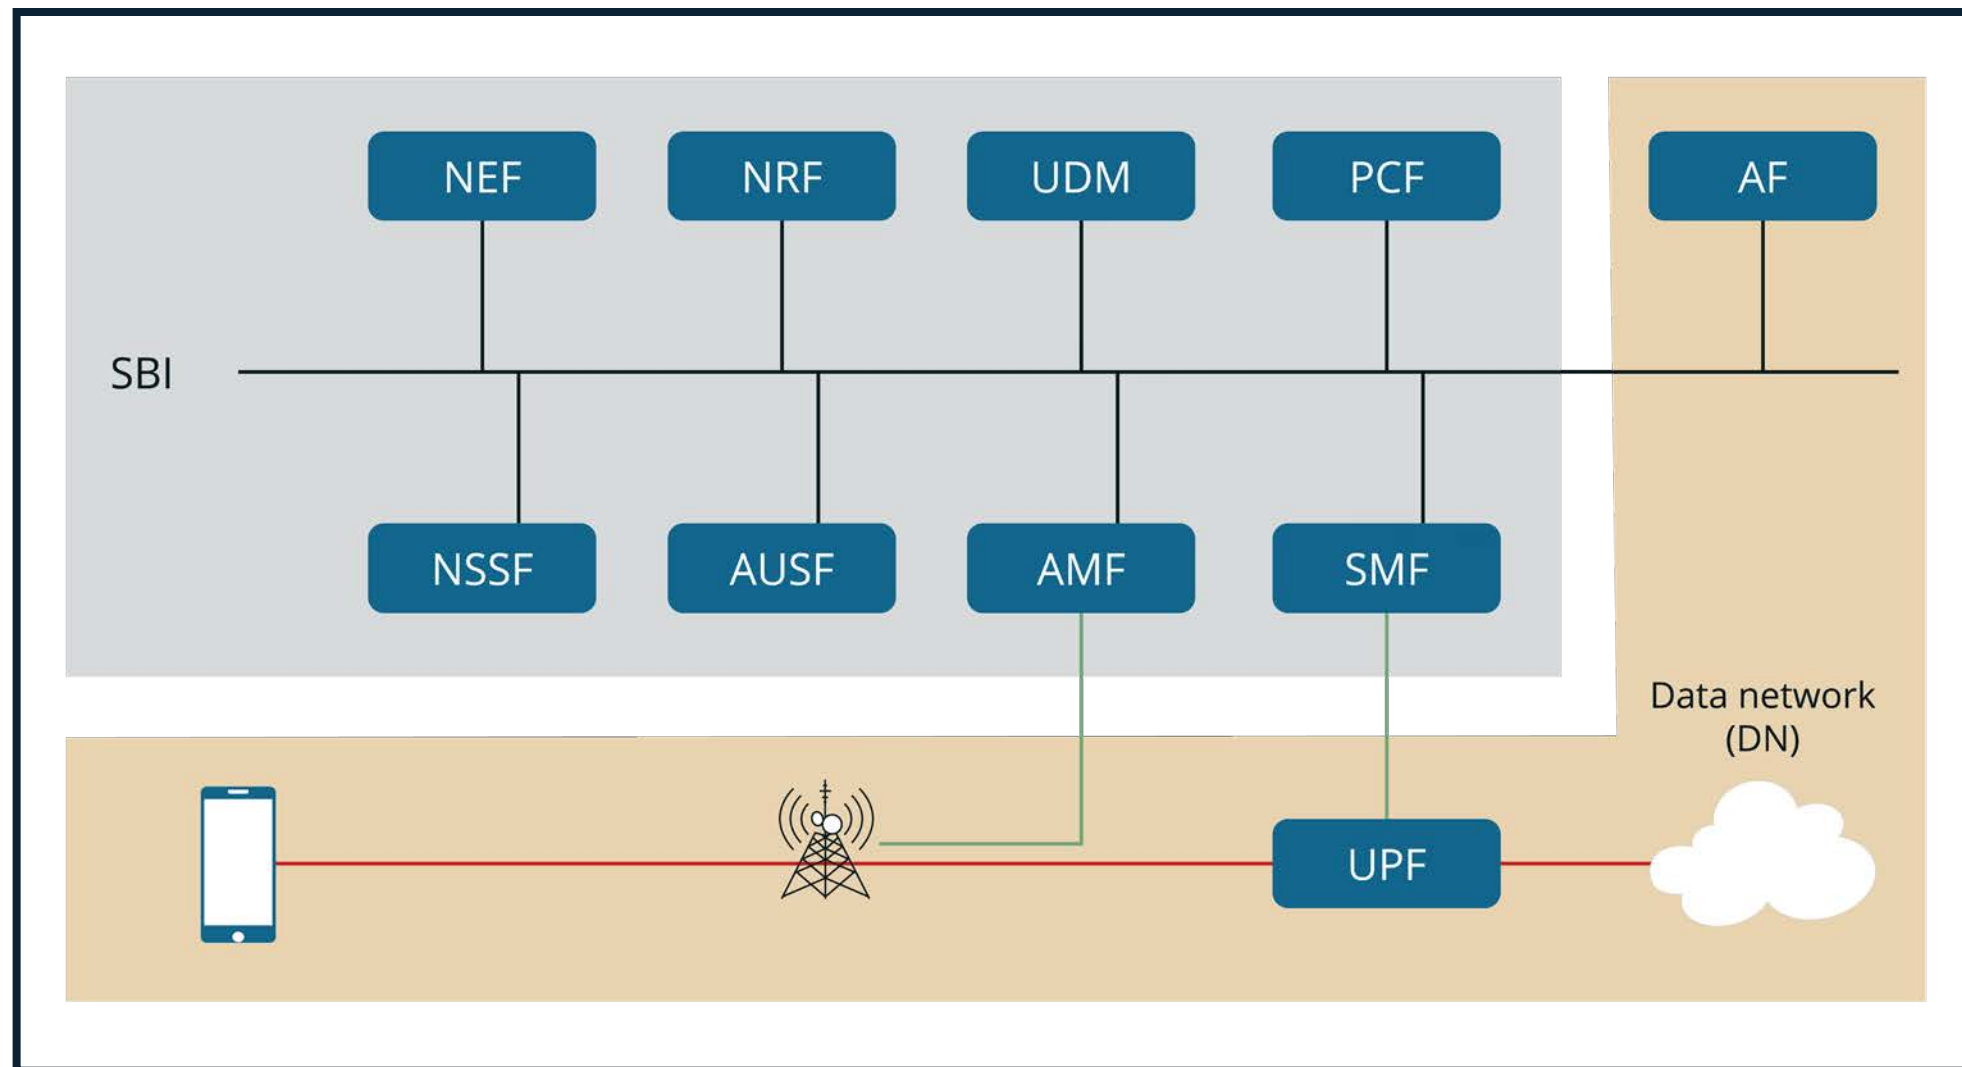 NEF
NRF
UDM
PCF
AF
SBI
NSSF
AUSF
AMF
SMF
Data network
(DN)
UPF